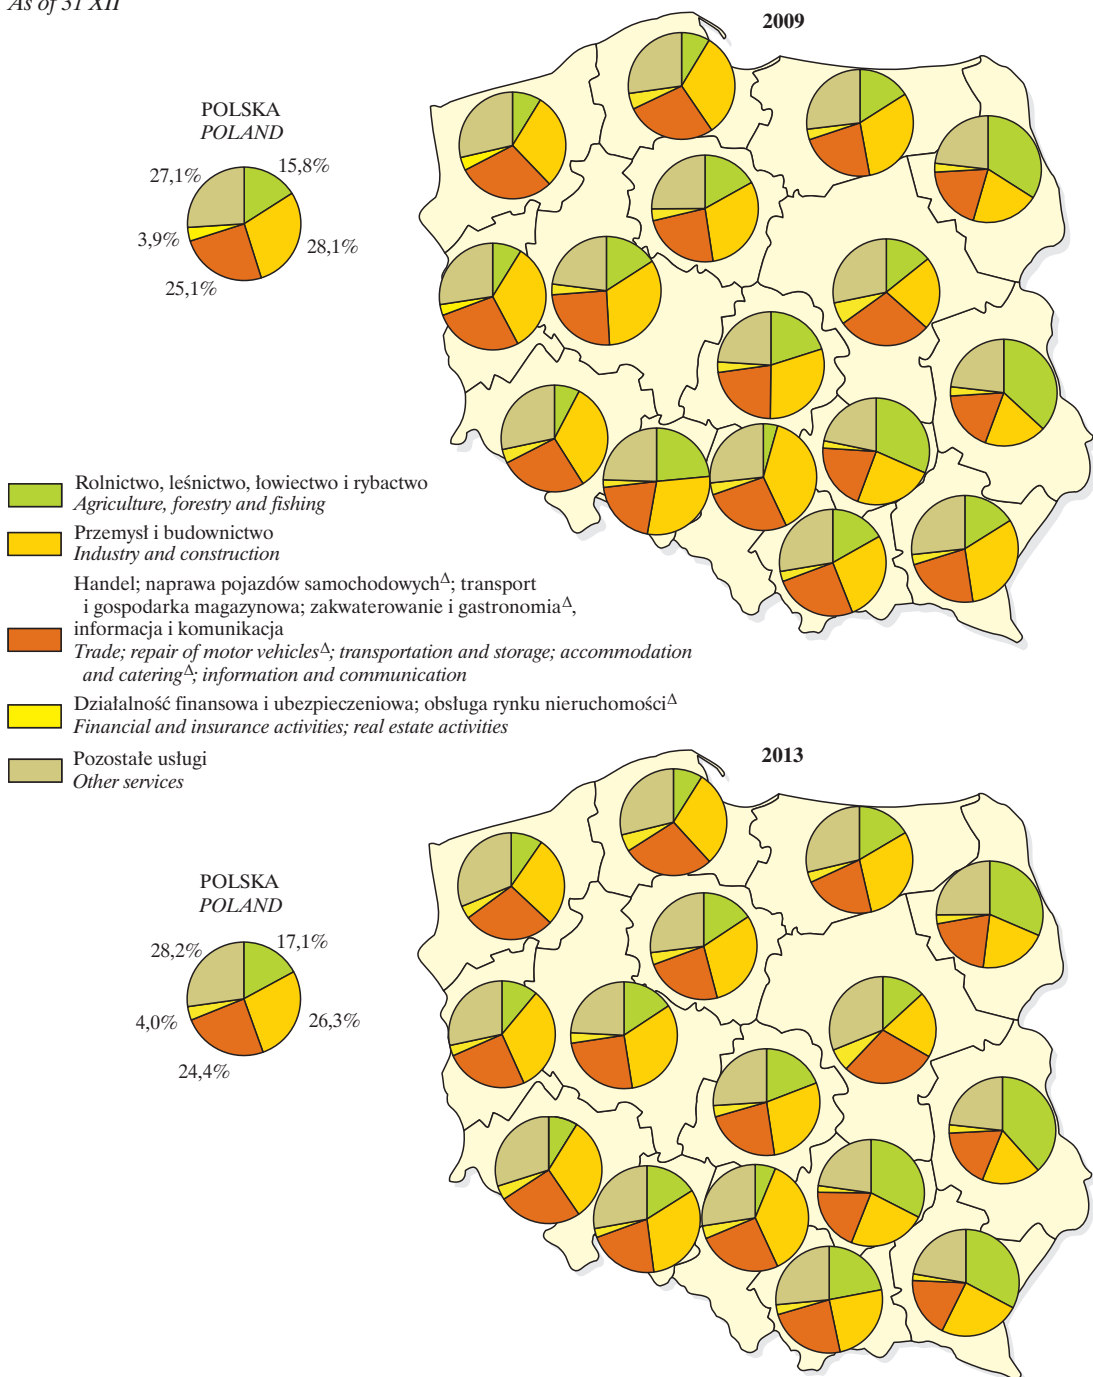 As of 31 XII
2009
POLSKA
POLAND
27,1%
15,8%
3,9%
28,1%
25,1%
Rolnictwo, leśnictwo, łowiectwo i rybactwo
Agriculture, forestry and fishing
Przemysł i budownictwo
Industry and construction
Handel; naprawa pojazdów samochodowych∆; transport
i gospodarka magazynowa; zakwaterowanie i gastronomia∆,
informacja i komunikacja
Trade; repair of motor vehicles∆; transportation and storage; accommodation
and catering∆; information and communication
Działalność finansowa i ubezpieczeniowa; obsługa rynku nieruchomości∆
Financial and insurance activities; real estate activities
Pozostałe usługi
Other services
2013
POLSKA
POLAND
28,2%
17,1%
4,0%
26,3%
24,4%